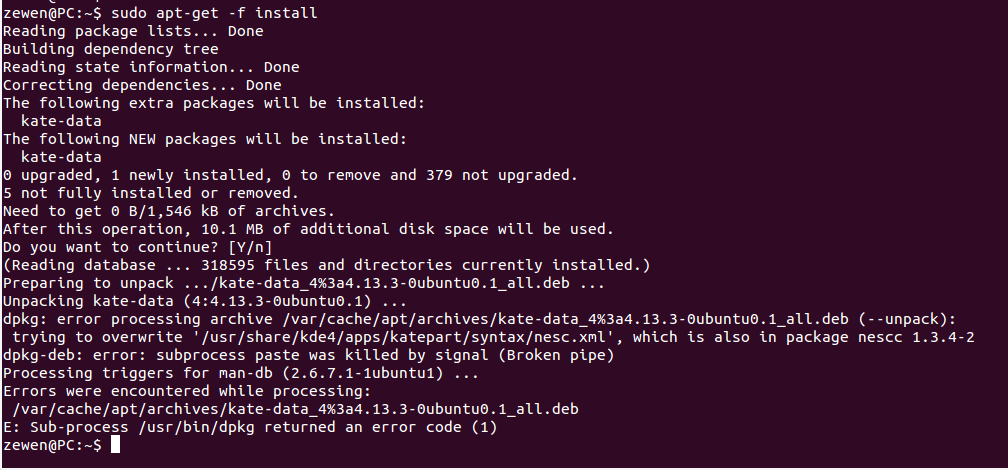 zewen@PC:~$ sudo apt-get -f install
Reading package lists... Done
Building dependency tree
Reading state information... Done
Correcting dependencies... Done
The following extra packages will be installed:
  kate-data
The following NEW packages will be installed:
  kate-data
0 upgraded, 1 newly installed, 0 to remove and 379 not upgraded.
5 not fully installed or removed.
Need to get 0 B/1,546 kB of archives.
After this operation, 10.1 MB of additional disk space will be used.
Do you want to continue? [Y/n]
(Reading database ... 318595 files and directories currently installed.)
Preparing to unpack .../kate-data_4%3a4.13.3-0ubuntu0.1_all.deb ...
Unpacking kate-data (4:4.13.3-0ubuntu0.1) ...
dpkg: error processing archive /var/cache/apt/archives/kate-data_4%3a4.13.3-0ubuntu0.1_all.deb (--unpack):
 trying to overwrite '/usr/share/kde4/apps/katepart/syntax/nesc.xml', which is also in package nescc 1.3.4-2
dpkg-deb: error: subprocess paste was killed by signal (Broken pipe)
Processing triggers for man-db (2.6.7.1-1ubuntu1) ...
Errors were encountered while processing:
 /var/cache/apt/archives/kate-data_4%3a4.13.3-0ubuntu0.1_all.deb
E: Sub-process /usr/bin/dpkg returned an error code (1)
zewen@PC:~$